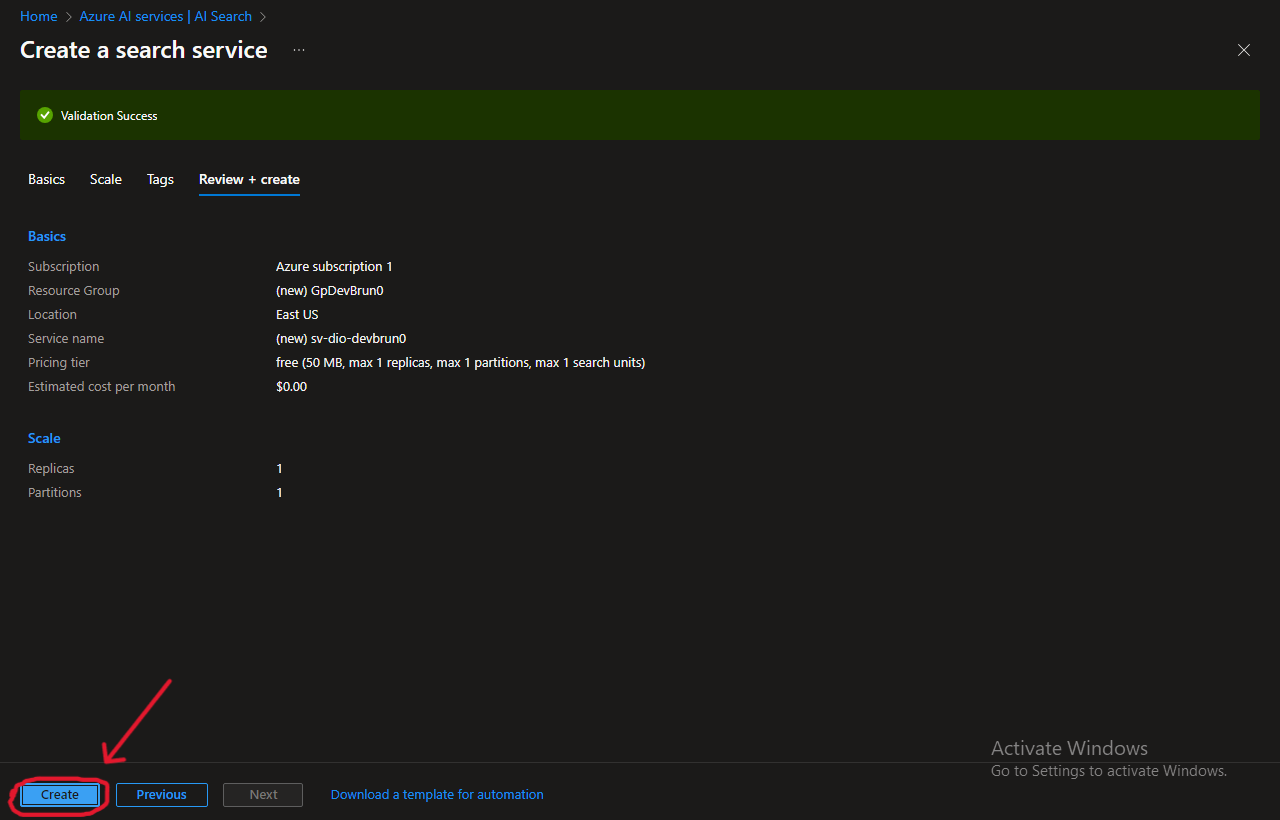 Home > Azure AI services | AI Search >
Create a search service ...
Validation Success
Basics Scale Tags Review + create
Basics
Subscription Azure subscription 1
Resource Group (new) GpDevBrun0
Location East US
Service name (new) sv-dio-devbrun0
Pricing tier free (50 MB, max 1 replicas, max 1 partitions, max 1 search units)
Estimated cost per month $0.00
Scale
Replicas 1
Partitions 1
Activate Windows
Go to Settings to activate Windows.
Create Previous Next Download a template for automation